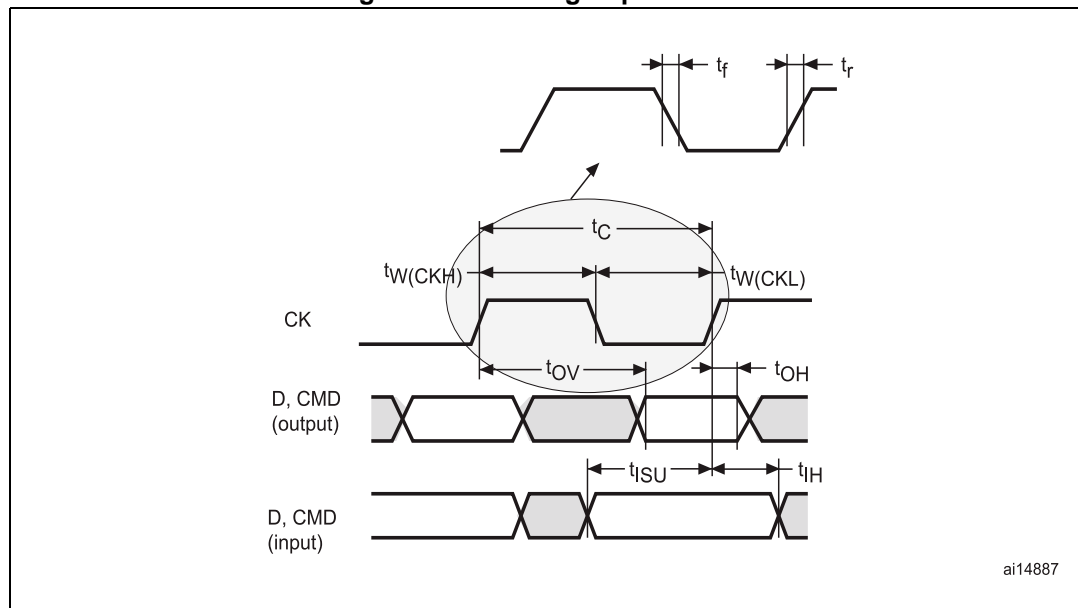 tf
tr
tC
tW(CKH)
tW(CKL)
CK
tOV
tOH
D, CMD
(output)
tISU
tIH
D, CMD
(input)
ai14887